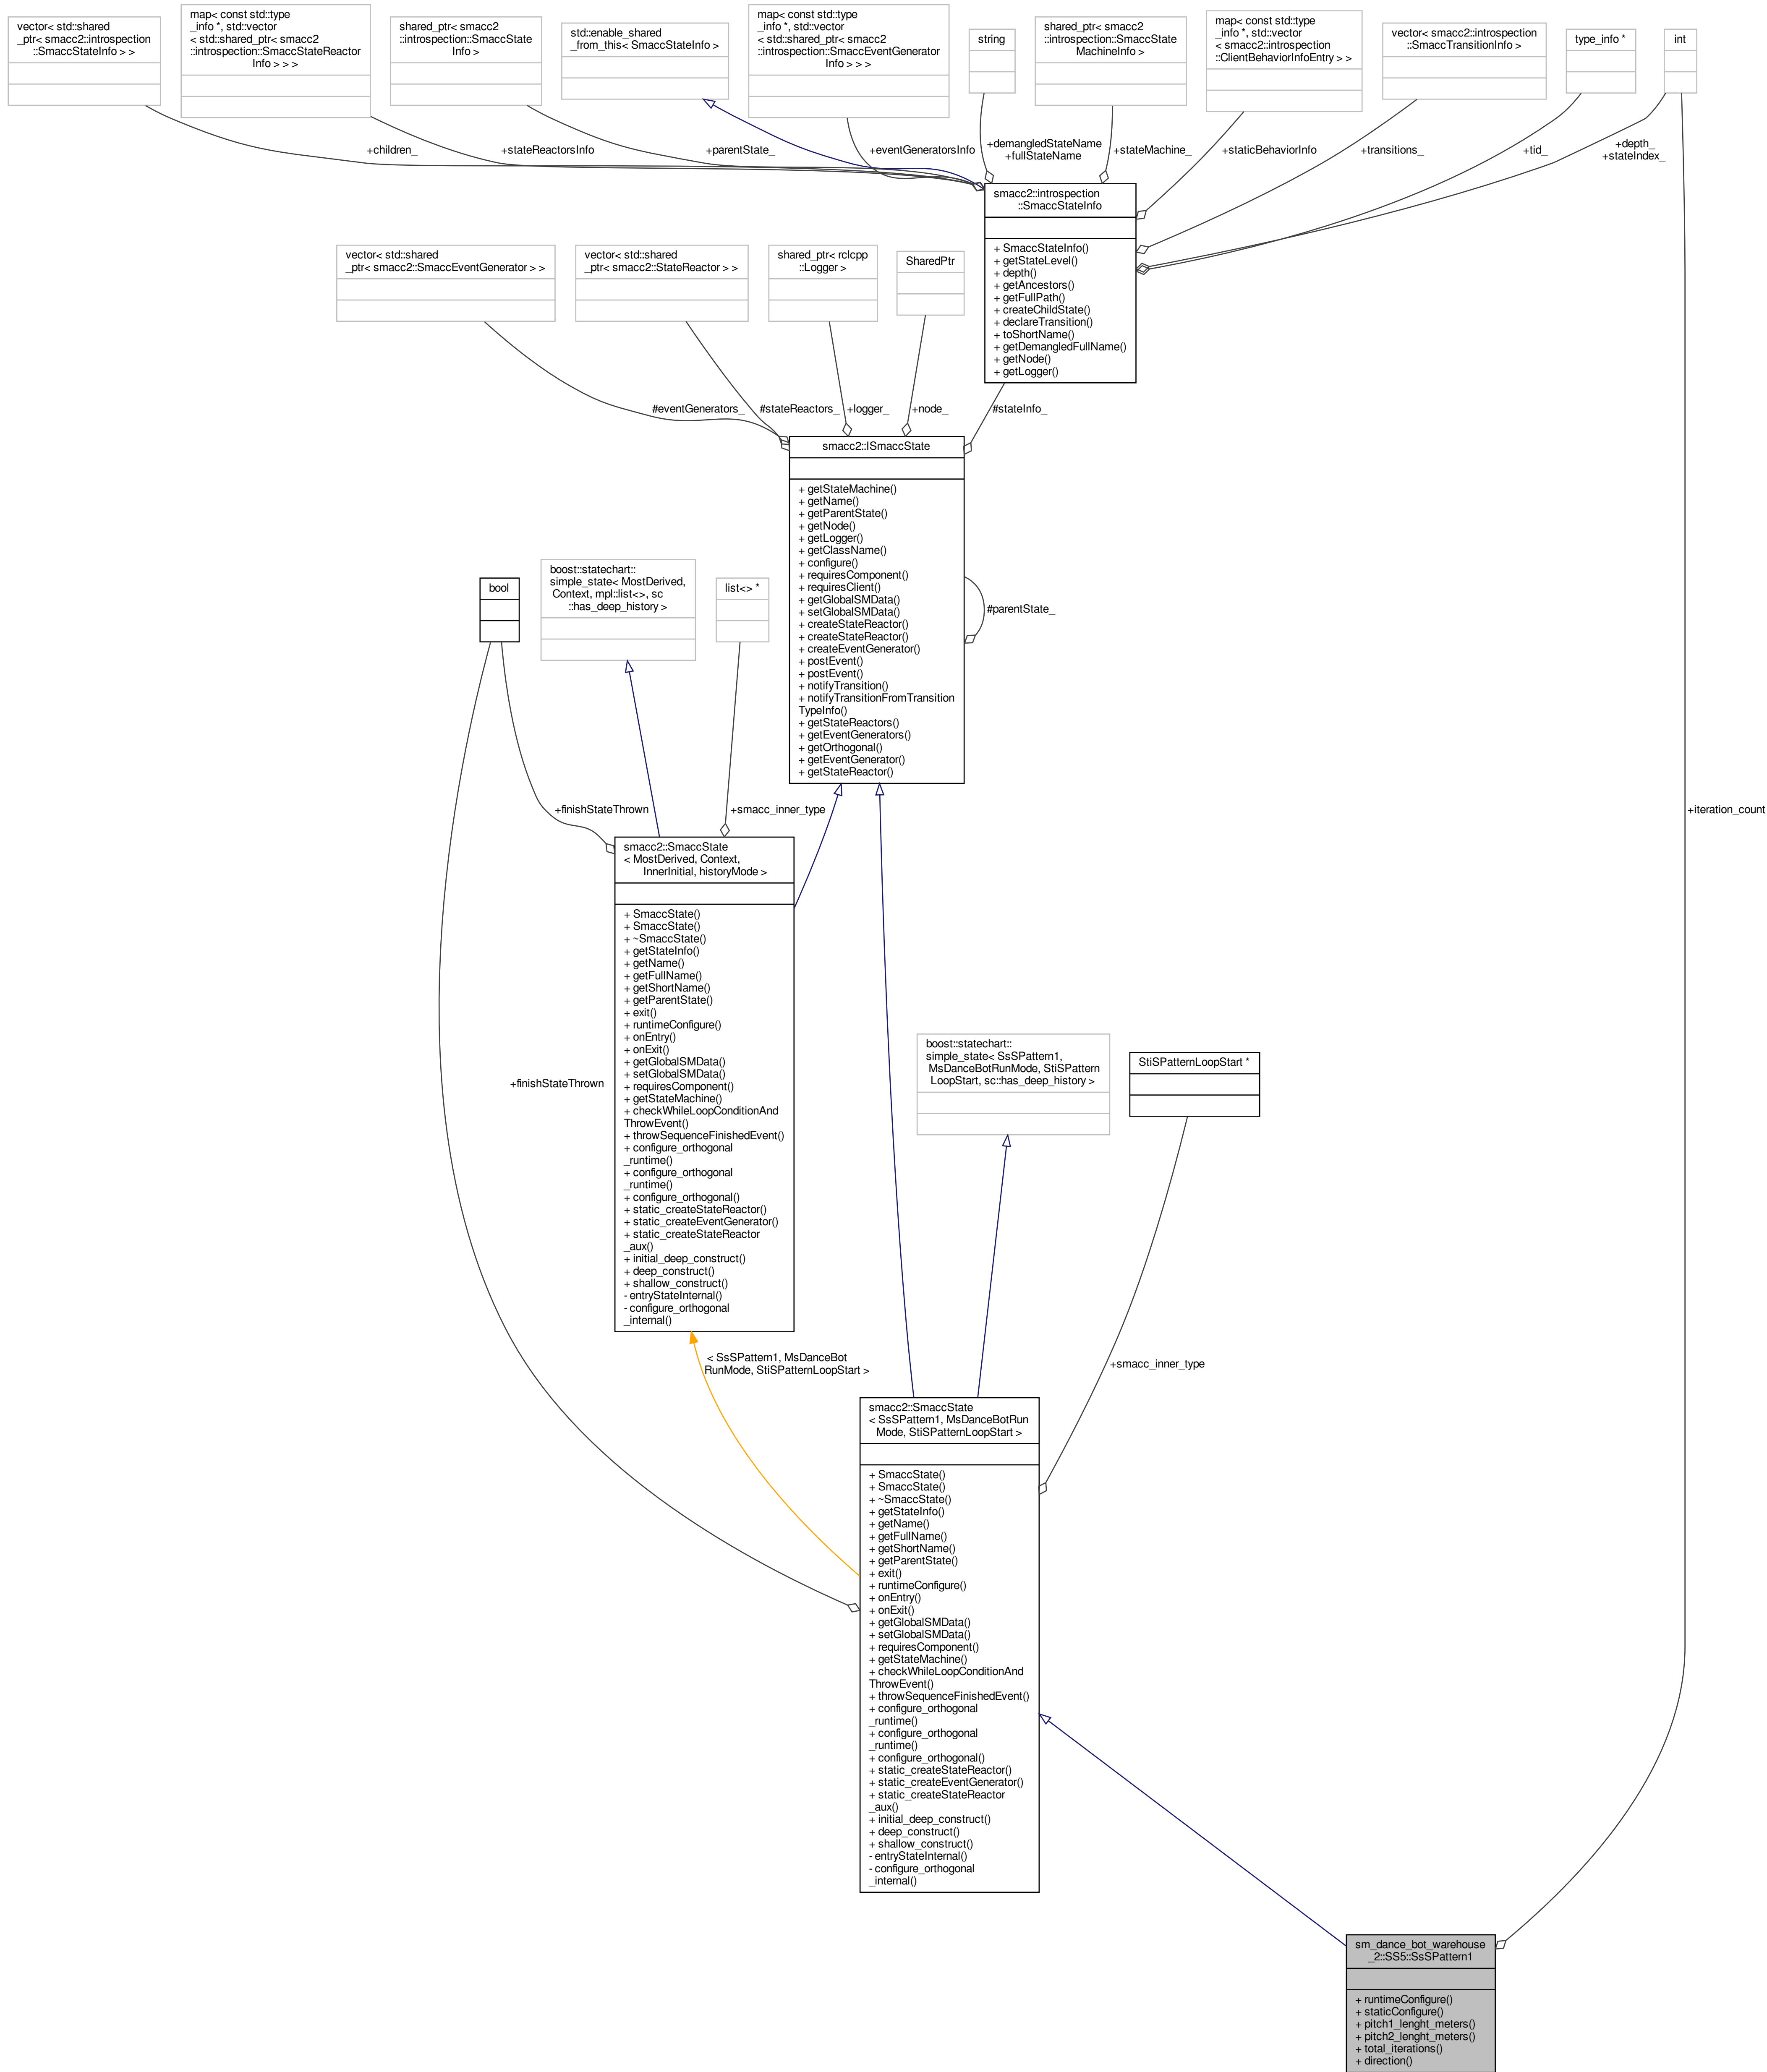 vector< std::shared
_ptr< smacc2::introspection
::SmaccStateInfo > >
map< const std::type
_info *, std::vector
< std::shared_ptr< smacc2
::introspection::SmaccStateReactor
Info > > >
shared_ptr< smacc2
::introspection::SmaccState
Info >
std::enable_shared
_from_this< SmaccStateInfo >
map< const std::type
_info *, std::vector
< std::shared_ptr< smacc2
::introspection::SmaccEventGenerator
Info > > >
string
shared_ptr< smacc2
::introspection::SmaccState
MachineInfo >
map< const std::type
_info *, std::vector
< smacc2::introspection
::ClientBehaviorInfoEntry > >
vector< smacc2::introspection
::SmaccTransitionInfo >
type_info *
int
+children_
+stateReactorsInfo
+parentState_
+eventGeneratorsInfo
+demangledStateName
+fullStateName
+stateMachine_
+staticBehaviorInfo
+transitions_
+tid_
+depth_
+stateIndex_
smacc2::introspection
::SmaccStateInfo
+ SmaccStateInfo()
+ getStateLevel()
+ depth()
+ getAncestors()
+ getFullPath()
+ createChildState()
+ declareTransition()
+ toShortName()
+ getDemangledFullName()
+ getNode()
+ getLogger()
vector< std::shared
_ptr< smacc2::SmaccEventGenerator > >
vector< std::shared
_ptr< smacc2::StateReactor > >
shared_ptr< rclcpp
::Logger >
SharedPtr
#eventGenerators_
#stateReactors_
+logger_
+node_
#stateInfo_
smacc2::ISmaccState
+ getStateMachine()
+ getName()
+ getParentState()
+ getNode()
+ getLogger()
+ getClassName()
+ configure()
+ requiresComponent()
+ requiresClient()
+ getGlobalSMData()
+ setGlobalSMData()
+ createStateReactor()
+ createStateReactor()
+ createEventGenerator()
+ postEvent()
+ postEvent()
+ notifyTransition()
+ notifyTransitionFromTransition
TypeInfo()
+ getStateReactors()
+ getEventGenerators()
+ getOrthogonal()
+ getEventGenerator()
+ getStateReactor()
#parentState_
bool
boost::statechart::
simple_state< MostDerived,
Context, mpl::list<>, sc
::has_deep_history >
list<> *
+finishStateThrown
+smacc_inner_type
+iteration_count
smacc2::SmaccState
< MostDerived, Context,
InnerInitial, historyMode >
+ SmaccState()
+ SmaccState()
+ ~SmaccState()
+ getStateInfo()
+ getName()
+ getFullName()
+ getShortName()
+ getParentState()
+ exit()
+ runtimeConfigure()
+ onEntry()
+ onExit()
+ getGlobalSMData()
+ setGlobalSMData()
+ requiresComponent()
+ getStateMachine()
+ checkWhileLoopConditionAnd
ThrowEvent()
+ throwSequenceFinishedEvent()
+ configure_orthogonal
_runtime()
+ configure_orthogonal
_runtime()
+ configure_orthogonal()
+ static_createStateReactor()
+ static_createEventGenerator()
+ static_createStateReactor
_aux()
+ initial_deep_construct()
+ deep_construct()
+ shallow_construct()
- entryStateInternal()
- configure_orthogonal
_internal()
+finishStateThrown
boost::statechart::
simple_state< SsSPattern1,
MsDanceBotRunMode, StiSPattern
LoopStart, sc::has_deep_history >
StiSPatternLoopStart *
< SsSPattern1, MsDanceBot
RunMode, StiSPatternLoopStart >
+smacc_inner_type
smacc2::SmaccState
< SsSPattern1, MsDanceBotRun
Mode, StiSPatternLoopStart >
+ SmaccState()
+ SmaccState()
+ ~SmaccState()
+ getStateInfo()
+ getName()
+ getFullName()
+ getShortName()
+ getParentState()
+ exit()
+ runtimeConfigure()
+ onEntry()
+ onExit()
+ getGlobalSMData()
+ setGlobalSMData()
+ requiresComponent()
+ getStateMachine()
+ checkWhileLoopConditionAnd
ThrowEvent()
+ throwSequenceFinishedEvent()
+ configure_orthogonal
_runtime()
+ configure_orthogonal
_runtime()
+ configure_orthogonal()
+ static_createStateReactor()
+ static_createEventGenerator()
+ static_createStateReactor
_aux()
+ initial_deep_construct()
+ deep_construct()
+ shallow_construct()
- entryStateInternal()
- configure_orthogonal
_internal()
sm_dance_bot_warehouse
_2::SS5::SsSPattern1
+ runtimeConfigure()
+ staticConfigure()
+ pitch1_lenght_meters()
+ pitch2_lenght_meters()
+ total_iterations()
+ direction()